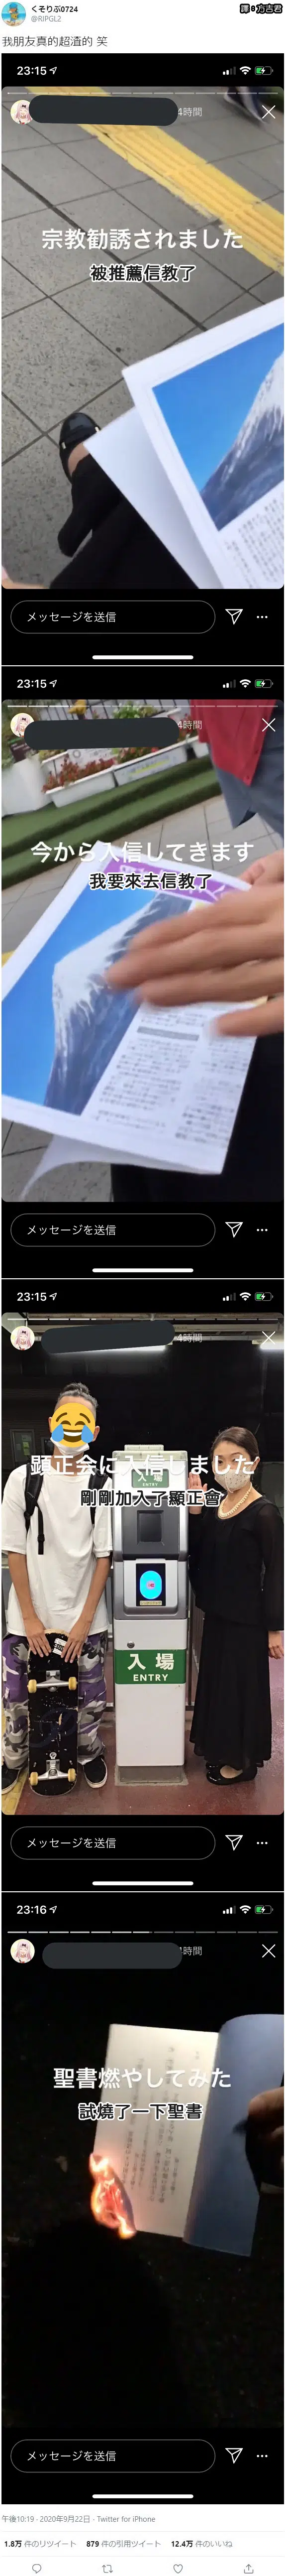 くそりぷ0724
@RIPGL2
譯:方古君
我朋友真的超渣的 笑
23:15
4時間
宗教勧誘されました
被推薦信教了
メッセージを送信
23:15
4時間
今から入信してきます
我要來去信教了
メッセージを送信
23:15
4時間
入場
ENTRY
顕正会に入信しました
剛剛加入了顯正會
入場
ENTRY
メッセージを送信
23:16
時間
聖書燃やしてみた
試燒了一下聖書
メッセージを送信
午後10:19 · 2020年9月22日 · Twitter for iPhone
1.8万 件のリツイート 879 件の引用ツイート 12.4万 件のいいね